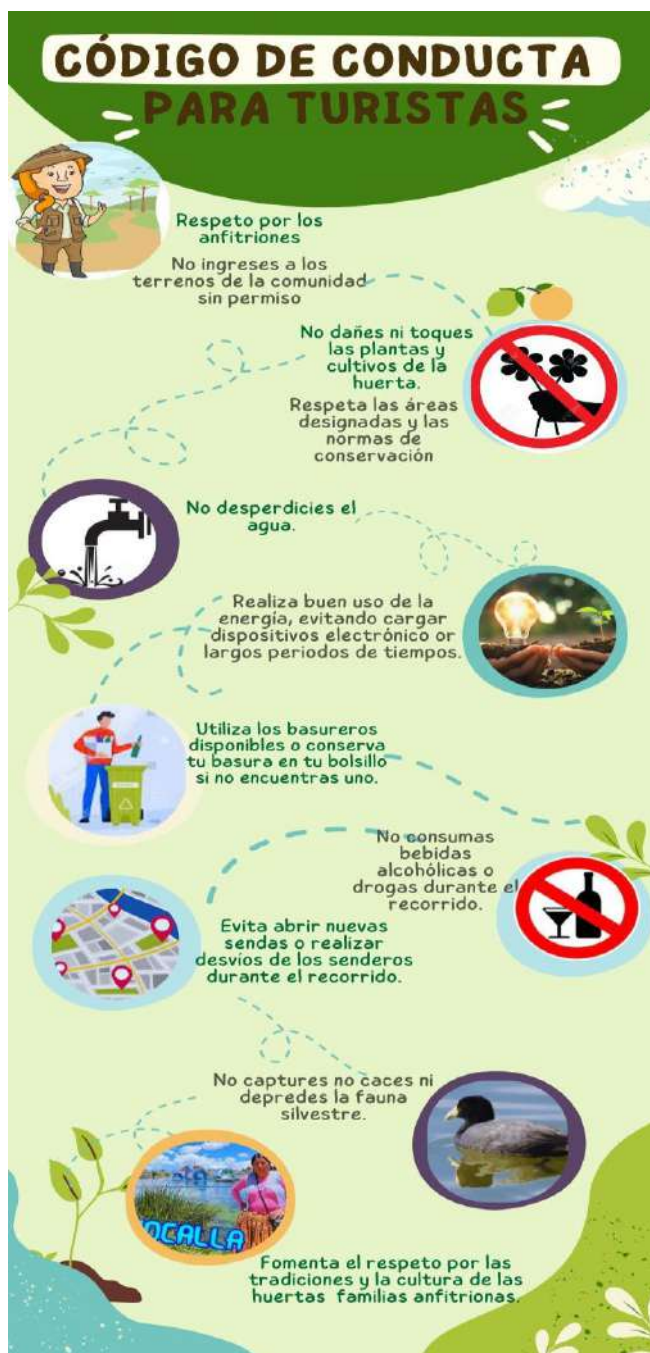 CÓDIGO DE CONDUCTA
PARA TURISTAS
Respeto por los
anfitriones
No ingreses a los
terrenos de la comunidad
sin permiso
No dañes ni toques
las plantas y
cultivos de la
huerta.
Respeta las áreas
designadas y las
normas de
conservación
No desperdicies el
agua.
Realiza buen uso de la
energía, evitando cargar
dispositivos electrónico or
largos periodos de tiempos.
Utiliza los basureros
disponibles o conserva
tu basura en tu bolsillo
si no encuentras uno.
No consumas
bebidas
alcohólicas o
drogas durante el
recorrido.
Evita abrir nuevas
sendas o realizar
desvíos de los senderos
durante el recorrido.
No captures no caces ni
depredes la fauna
silvestre.
OCALLA
Fomenta el respeto por las
tradiciones y la cultura de las
huertas familias anfitrionas.